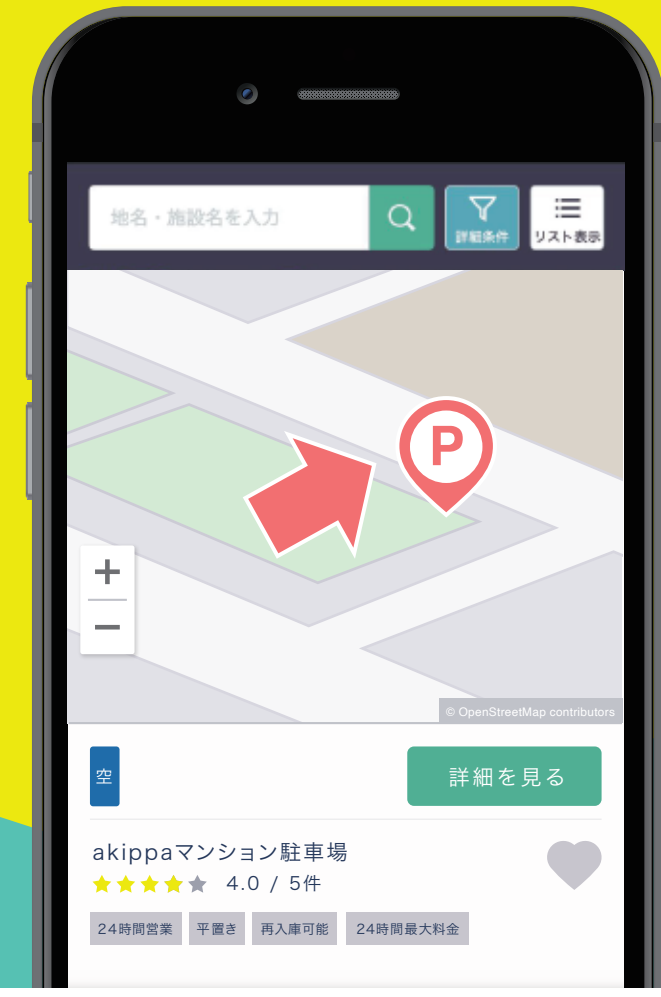 地名・施設名を入力
詳細条件
リスト表示
P
© OpenStreetMap contributors
空
詳細を見る
akippaマンション駐車場
4.0 / 5件
24時間営業 平置き 再入庫可能 24時間最大料金